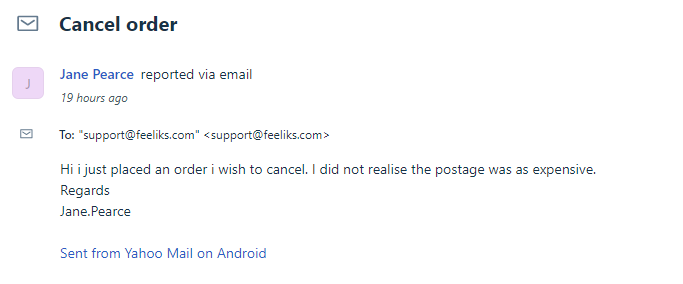 Cancel order
J
Jane Pearce reported via email
19 hours ago
To: "support@feeliks.com" <support@feeliks.com>
Hi i just placed an order i wish to cancel. I did not realise the postage was as expensive.
Regards
Jane.Pearce
Sent from Yahoo Mail on Android